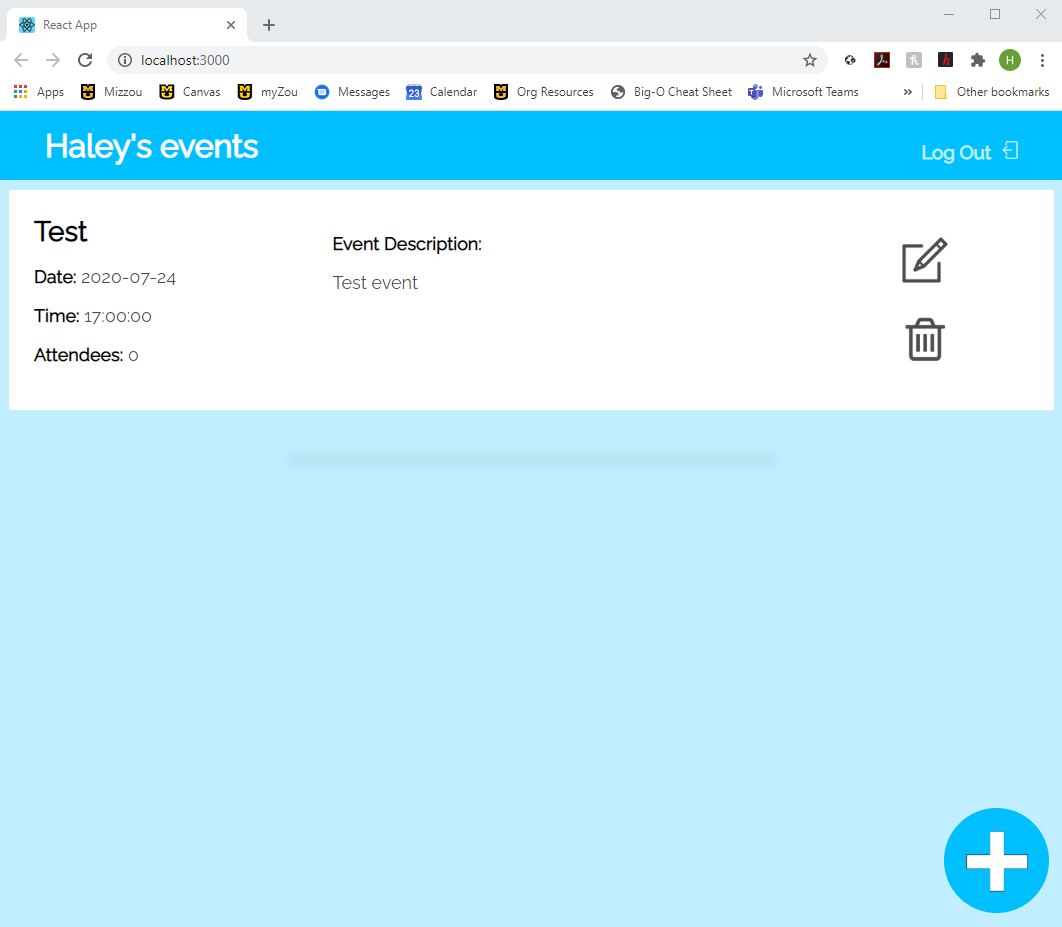 React App
localhost:3000
H
Apps
Mizzou
Canvas
myZou
Messages
23
Calendar
Org Resources
Big-O Cheat Sheet
Microsoft Teams
»
Other bookmarks
Haley's events
Log Out
Test
Date: 2020-07-24
Time: 17:00:00
Attendees: 0
Event Description:
Test event